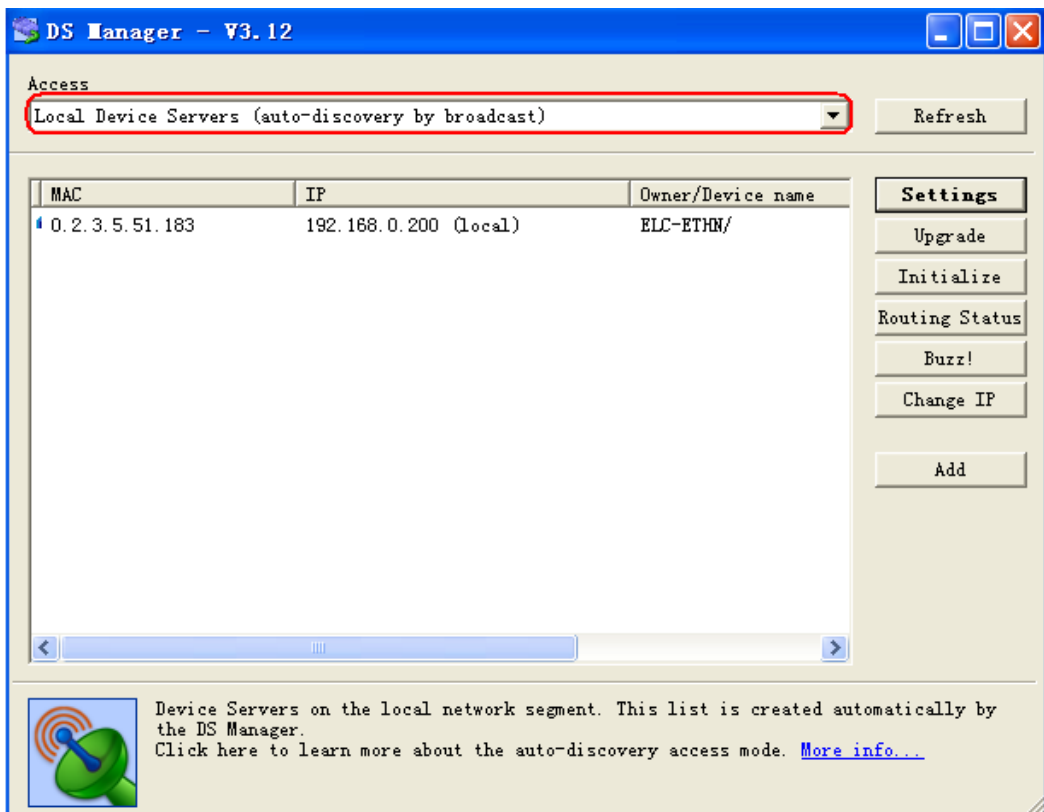 DS Manager - V3.12
Access
Local Device Servers (auto-discovery by broadcast)
Refresh
MAC IP Owner/Device name
0.2.3.5.51.183 192.168.0.200 (local) ELC-ETHN/
Settings
Upgrade
Initialize
Routing Status
Buzz!
Change IP
Add
Device Servers on the local network segment. This list is created automatically by
the DS Manager.
Click here to learn more about the auto-discovery access mode. More info...